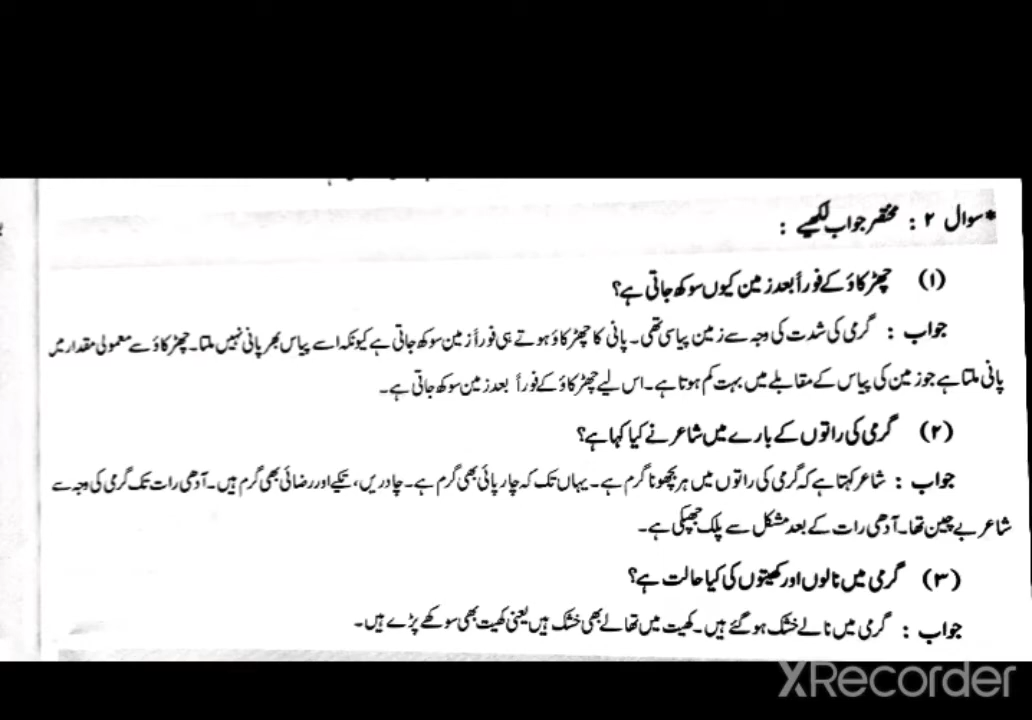 * سوال ۲ : مختصر جواب لکھیے :
(۱) چھڑکاؤ کے فوراً بعد زمین کیوں سوکھ جاتی ہے؟
جواب : گرمی کی شدت کی وجہ سے زمین پیاسی تھی۔ پانی کا چھڑکاؤ ہوتے ہی فوراً زمین سوکھ جاتی ہے کیونکہ اسے پیاس بھر پانی نہیں ملتا۔ چھڑکاؤ سے معمولی مقدار میں
پانی ملتا ہے جو زمین کی پیاس کے مقابلے میں بہت کم ہوتا ہے۔ اس لیے چھڑکاؤ کے فوراً بعد زمین سوکھ جاتی ہے۔
(۲) گرمی کی راتوں کے بارے میں شاعر نے کیا کہا ہے؟
جواب : شاعر کہتا ہے کہ گرمی کی راتوں میں ہر بچھونا گرم ہے۔ یہاں تک کہ چارپائی بھی گرم ہے۔ چادریں، تکیے اور رضائی بھی گرم ہیں۔ آدھی رات تک گرمی کی وجہ سے
شاعر بے چین تھا۔ آدھی رات کے بعد مشکل سے پلک جھپکی ہے۔
(۳) گرمی میں نالوں اور کھیتوں کی کیا حالت ہے؟
جواب : گرمی میں نالے خشک ہو گئے ہیں۔ کھیت میں تھالے بھی خشک ہیں یعنی کھیت بھی سوکھے پڑے ہیں۔
XRecorder